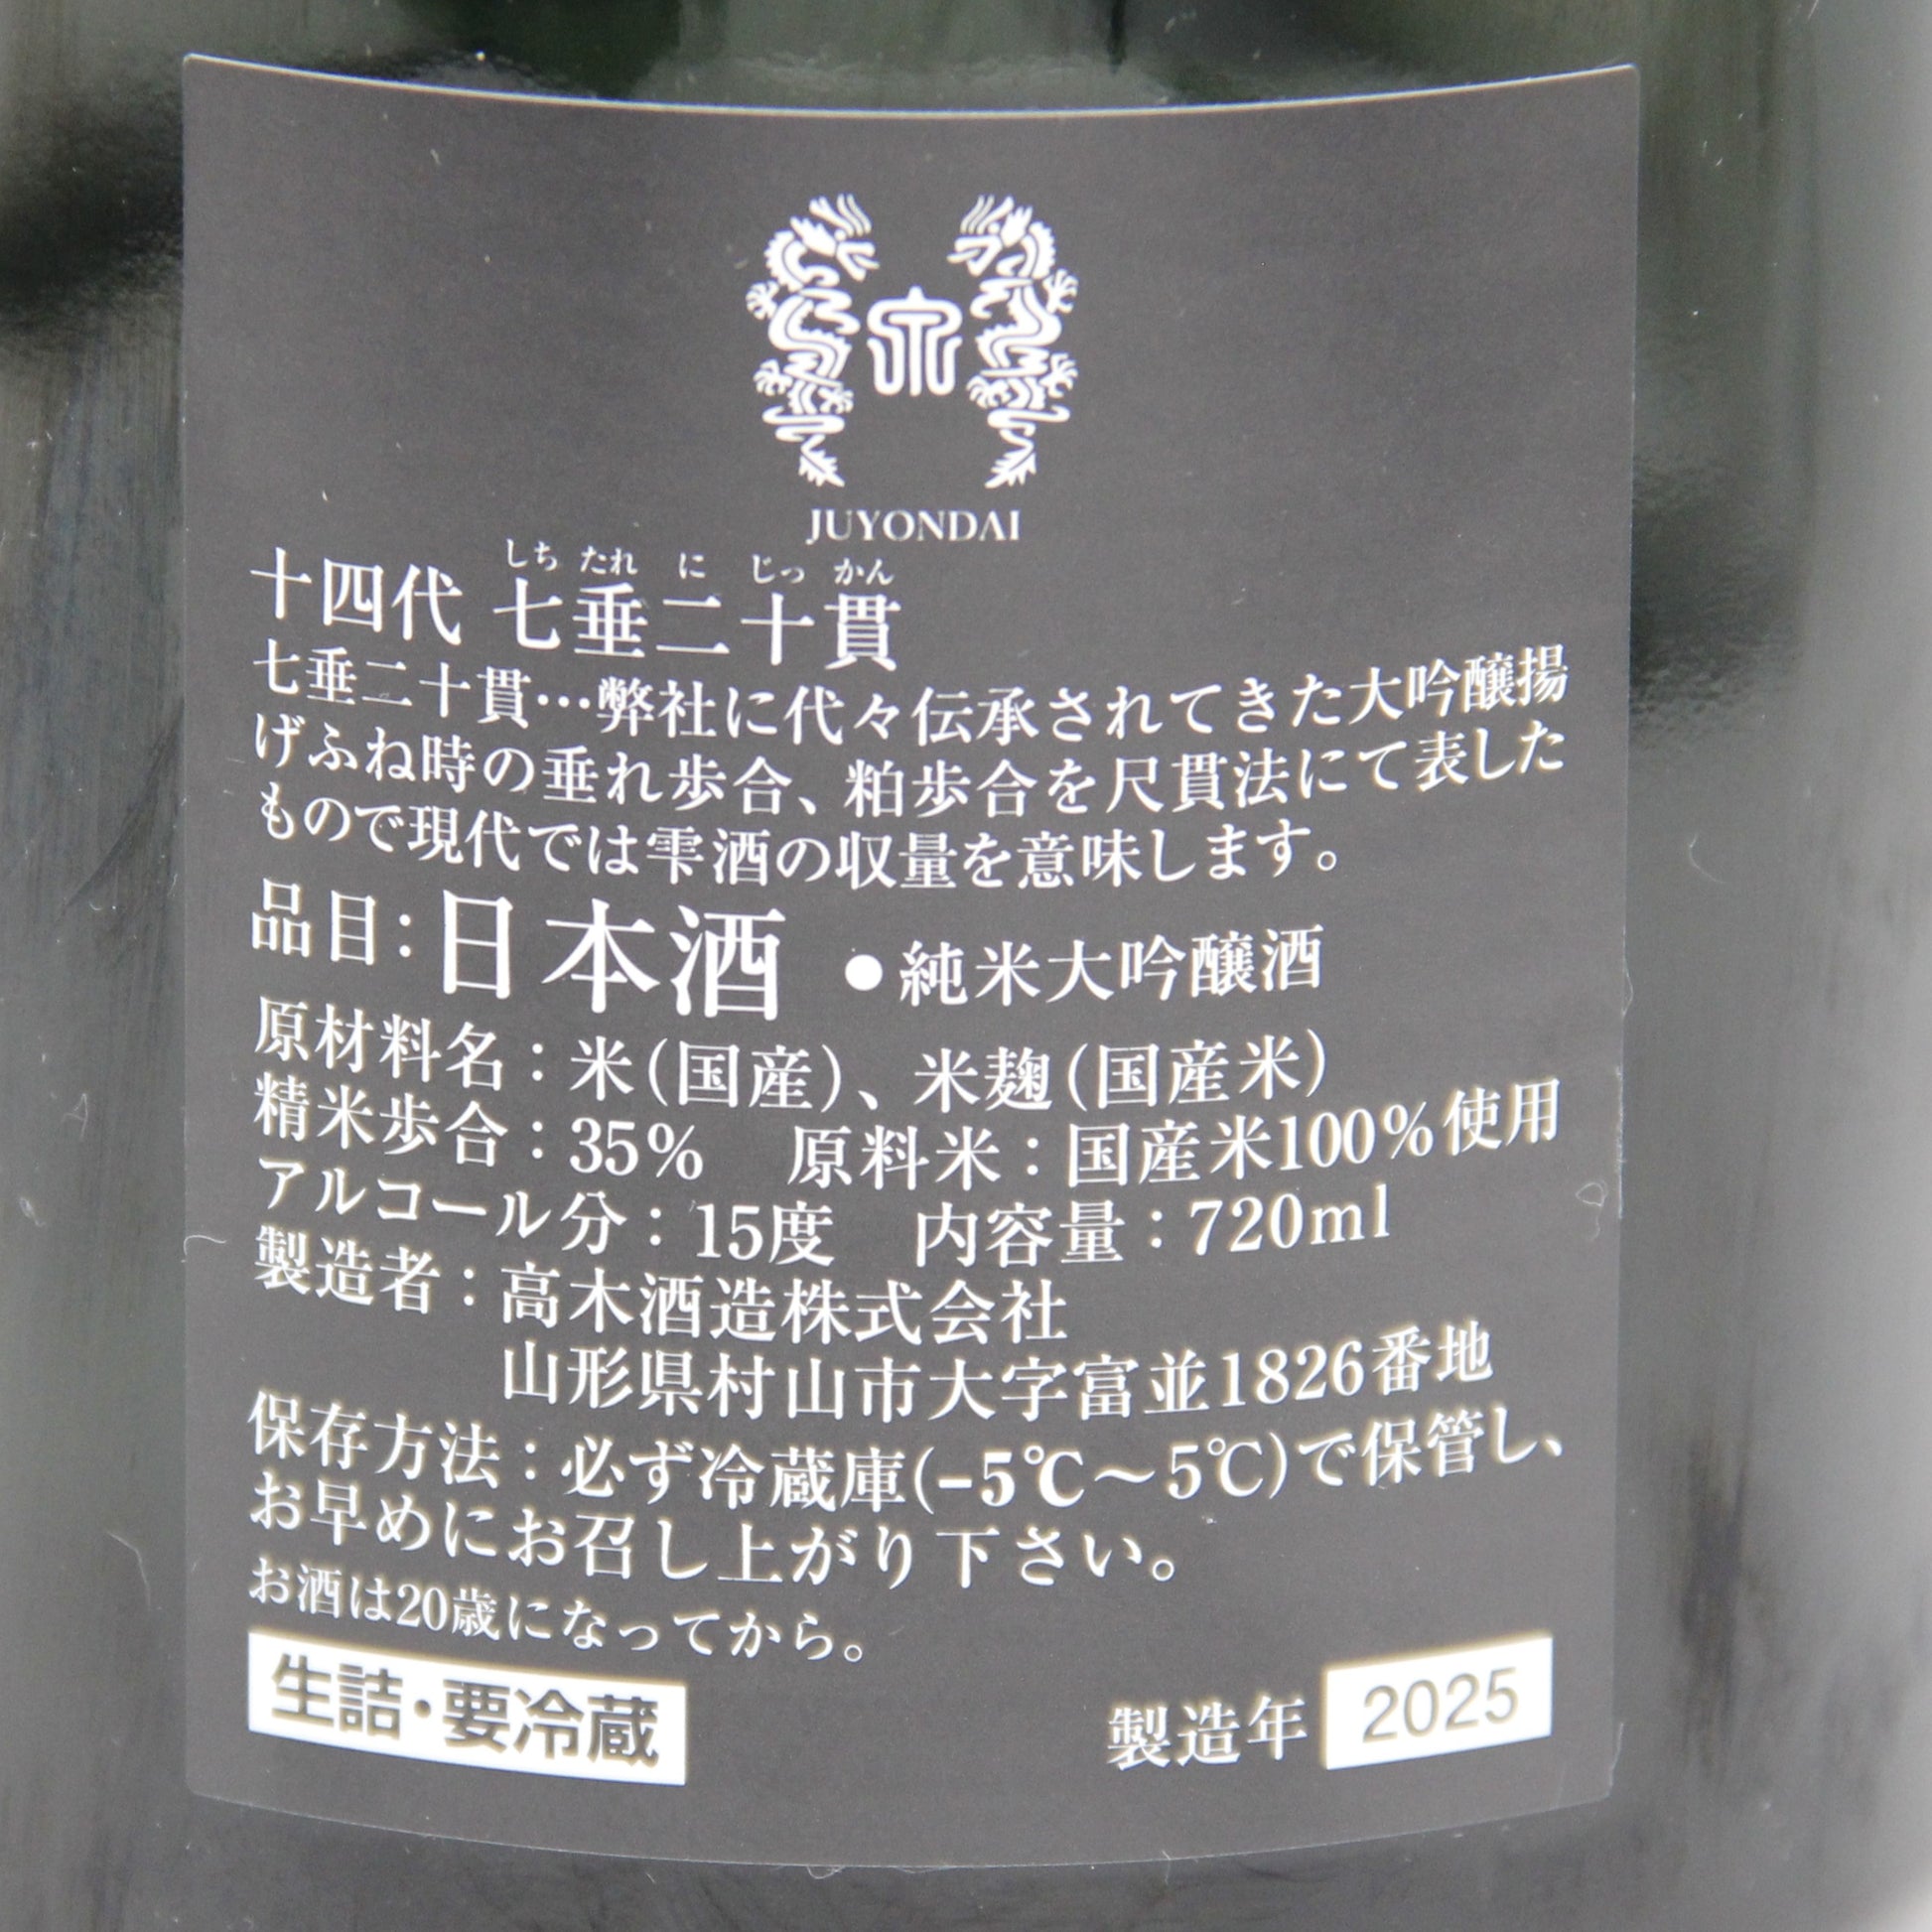 JUYONDAI
しち たれ に じっ かん
十四代 七垂二十貫
七垂二十貫…弊社に代々伝承されてきた大吟醸揚
げふね時の垂れ歩合、粕歩合を尺貫法にて表した
もので現代では雫酒の収量を意味します。
品目:日本酒 ●純米大吟醸酒
原材料名：米(国産)、米麹(国産米)
精米歩合：35% 原料米：国産米100%使用
アルコール分：15度 内容量：720ml
製造者：高木酒造株式会社
山形県村山市大字富並1826番地
保存方法：必ず冷蔵庫(−5℃〜5℃)で保管し、
お早めにお召し上がり下さい。
お酒は20歳になってから。
生詰・要冷蔵
製造年 2025